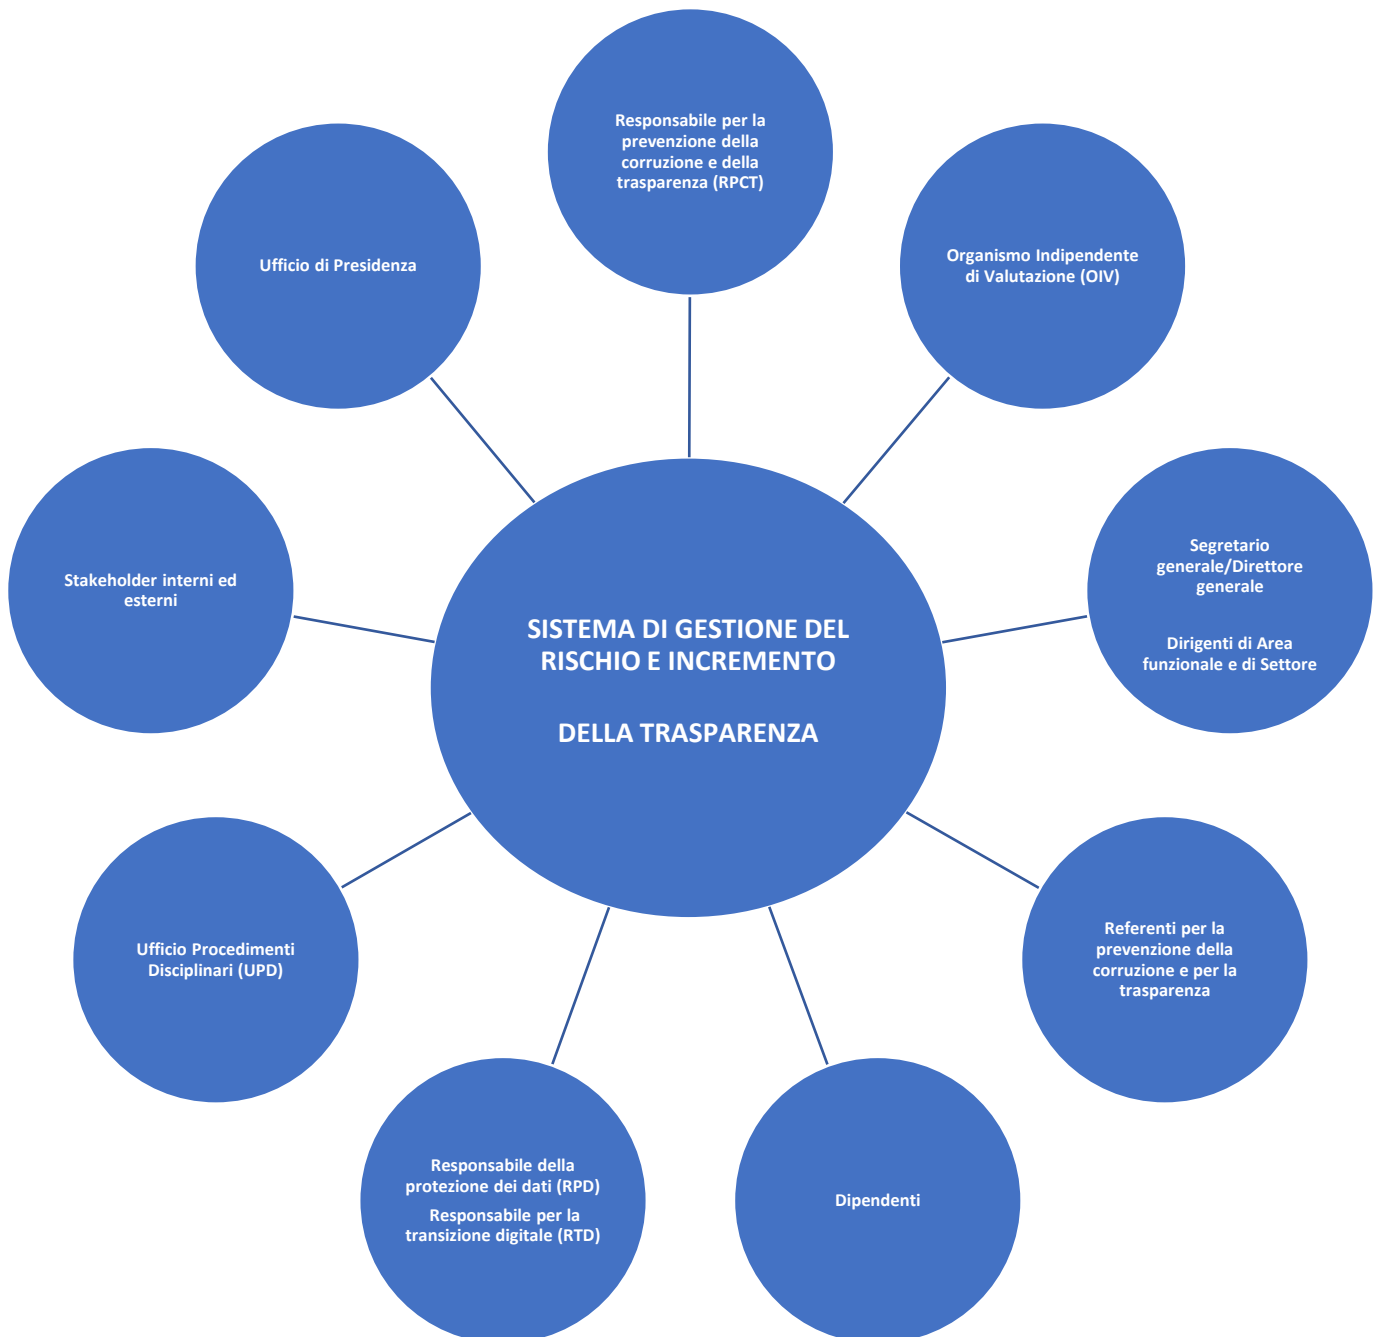 Responsabile per la
prevenzione della
corruzione e della
trasparenza (RPCT)
Organismo Indipendente
di Valutazione (OIV)
Segretario
generale/Direttore
generale
Dirigenti di Area
funzionale e di Settore
Referenti per la
prevenzione della
corruzione e per la
trasparenza
Dipendenti
Responsabile della
protezione dei dati (RPD)
Responsabile per la
transizione digitale (RTD)
Ufficio Procedimenti
Disciplinari (UPD)
Stakeholder interni ed
esterni
Ufficio di Presidenza
SISTEMA DI GESTIONE DEL
RISCHIO E INCREMENTO
DELLA TRASPARENZA